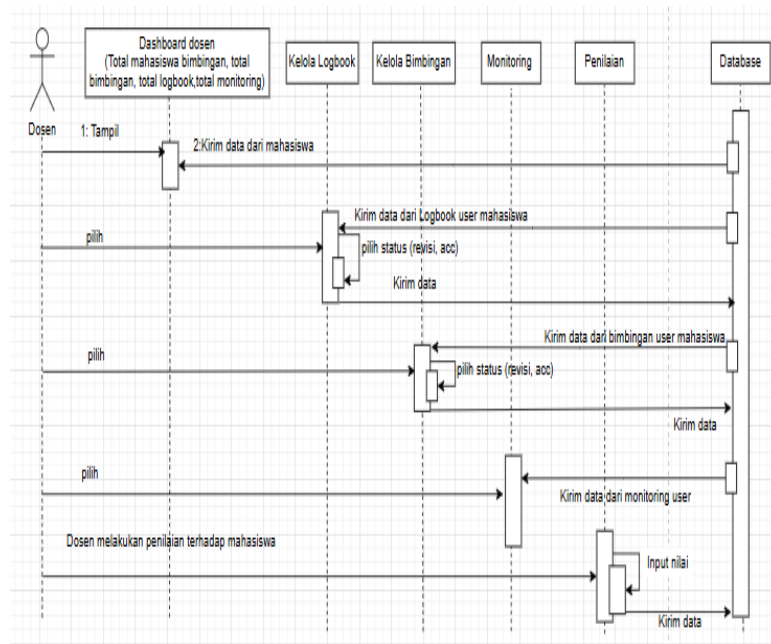 Dashboard dosen
(Total mahasiswa bimbingan, total
bimbingan, total logbook,total monitoring)
Kelola Logbook
Kelola Bimbingan
Monitoring
Penilaian
Database
Dosen
1: Tampil
2:Kirim data dari mahasiswa
Kirim data dari Logbook user mahasiswa
pilih
pilih status (revisi, acc)
Kirim data
Kirim data dari bimbingan user mahasiswa
pilih
pilih status (revisi, acc)
Kirim data
pilih
Kirim data dari monitoring user
Dosen melakukan penilaian terhadap mahasiswa
Input nilai
Kirim data